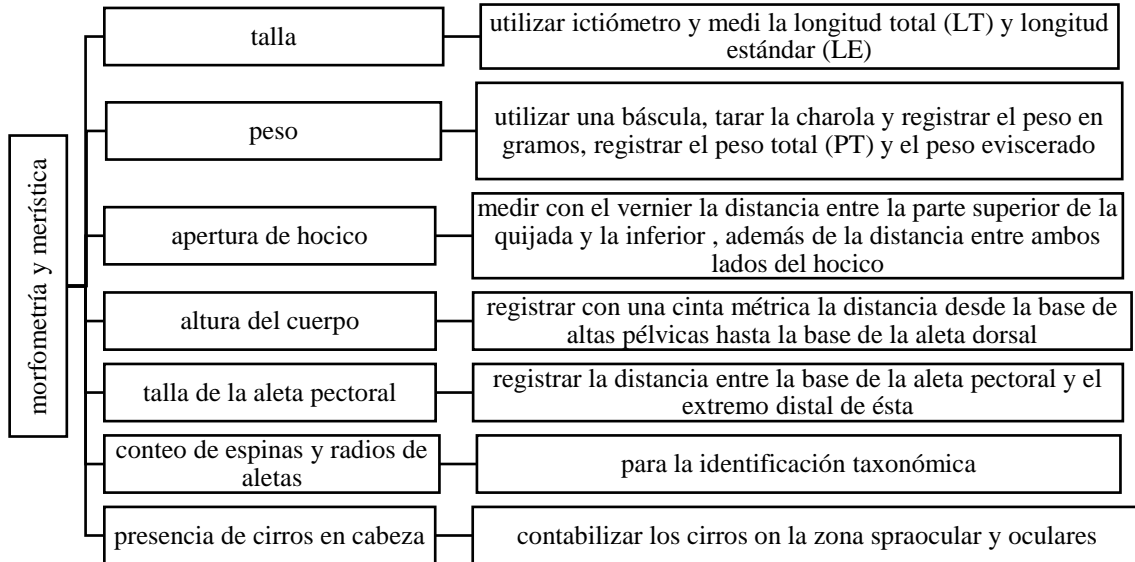 morfometría y merística
talla
utilizar ictiómetro y medi la longitud total (LT) y longitud
estándar (LE)
peso
utilizar una báscula, tarar la charola y registrar el peso en
gramos, registrar el peso total (PT) y el peso eviscerado
apertura de hocico
medir con el vernier la distancia entre la parte superior de la
quijada y la inferior , además de la distancia entre ambos
lados del hocico
altura del cuerpo
registrar con una cinta métrica la distancia desde la base de
altas pélvicas hasta la base de la aleta dorsal
talla de la aleta pectoral
registrar la distancia entre la base de la aleta pectoral y el
extremo distal de ésta
conteo de espinas y radios de
aletas
para la identificación taxonómica
presencia de cirros en cabeza
contabilizar los cirros on la zona spraocular y oculares